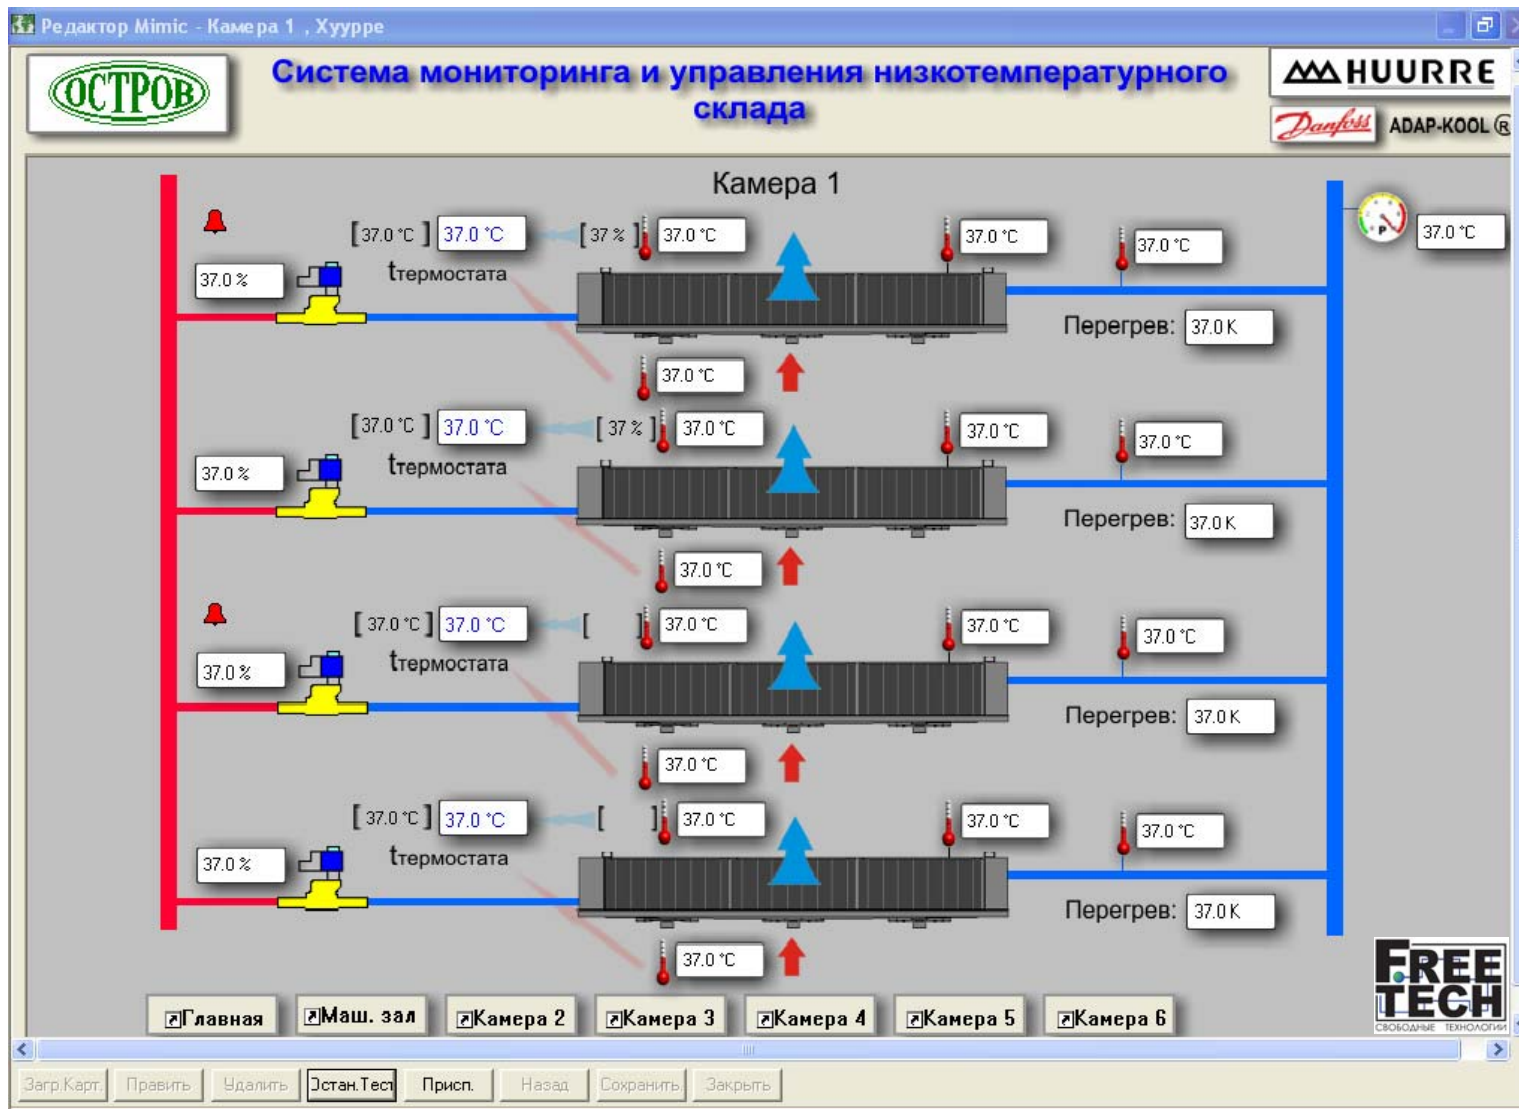 Редактор Mimic - Камера 1 , Хууррe
ОСТРОВ
Система мониторинга и управления низкотемпературного
склада
HUURRE
Danfoss ADAP-KOOL ®
Камера 1
[37.0 °C ] 37.0 °C [37 % ] 37.0 °C 37.0 °C 37.0 °C 37.0 °C
37.0 % tтермостата
P
Перегрев: 37.0 K
37.0 °C
[37.0 °C ] 37.0 °C [37 % ] 37.0 °C 37.0 °C 37.0 °C
37.0 % tтермостата
Перегрев: 37.0 K
37.0 °C
[37.0 °C ] 37.0 °C [ ] 37.0 °C 37.0 °C 37.0 °C
37.0 % tтермостата
Перегрев: 37.0 K
37.0 °C
[37.0 °C ] 37.0 °C [ ] 37.0 °C 37.0 °C 37.0 °C
37.0 % tтермостата
Перегрев: 37.0 K
37.0 °C
FREE
TECH
СВОБОДНЫЕ ТЕХНОЛОГИИ
Главная Маш. зал Камера 2 Камера 3 Камера 4 Камера 5 Камера 6
Загр.Карт. Править Удалить Остан.Тест Присп. Назад Сохранить Закрыть